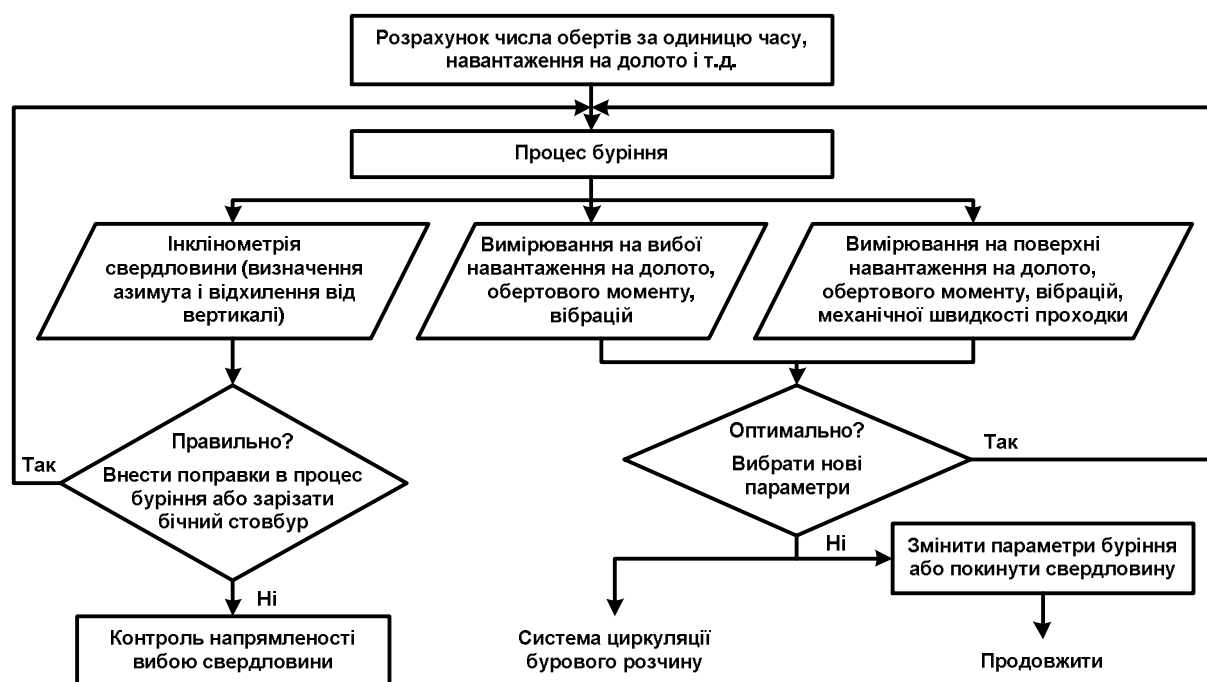 Розрахунок числа обертів за одиницю часу,
навантаження на долото і т.д.
Процес буріння
Інклінометрія
свердловини (визначення
азимута і відхилення від
вертикалі)
Вимірювання на вибої
навантаження на долото,
обертового моменту,
вібрацій
Вимірювання на поверхні
навантаження на долото,
обертового моменту, вібрацій,
механічної швидкості проходки
Так
Правильно?
Внести поправки в процес
буріння або зарізати
бічний стовбур
Оптимально?
Вибрати нові
параметри
Так
Ні
Ні
Змінити параметри буріння
або покинути свердловину
Контроль напрямленості
вибою свердловини
Система циркуляції
бурового розчину
Продовжити